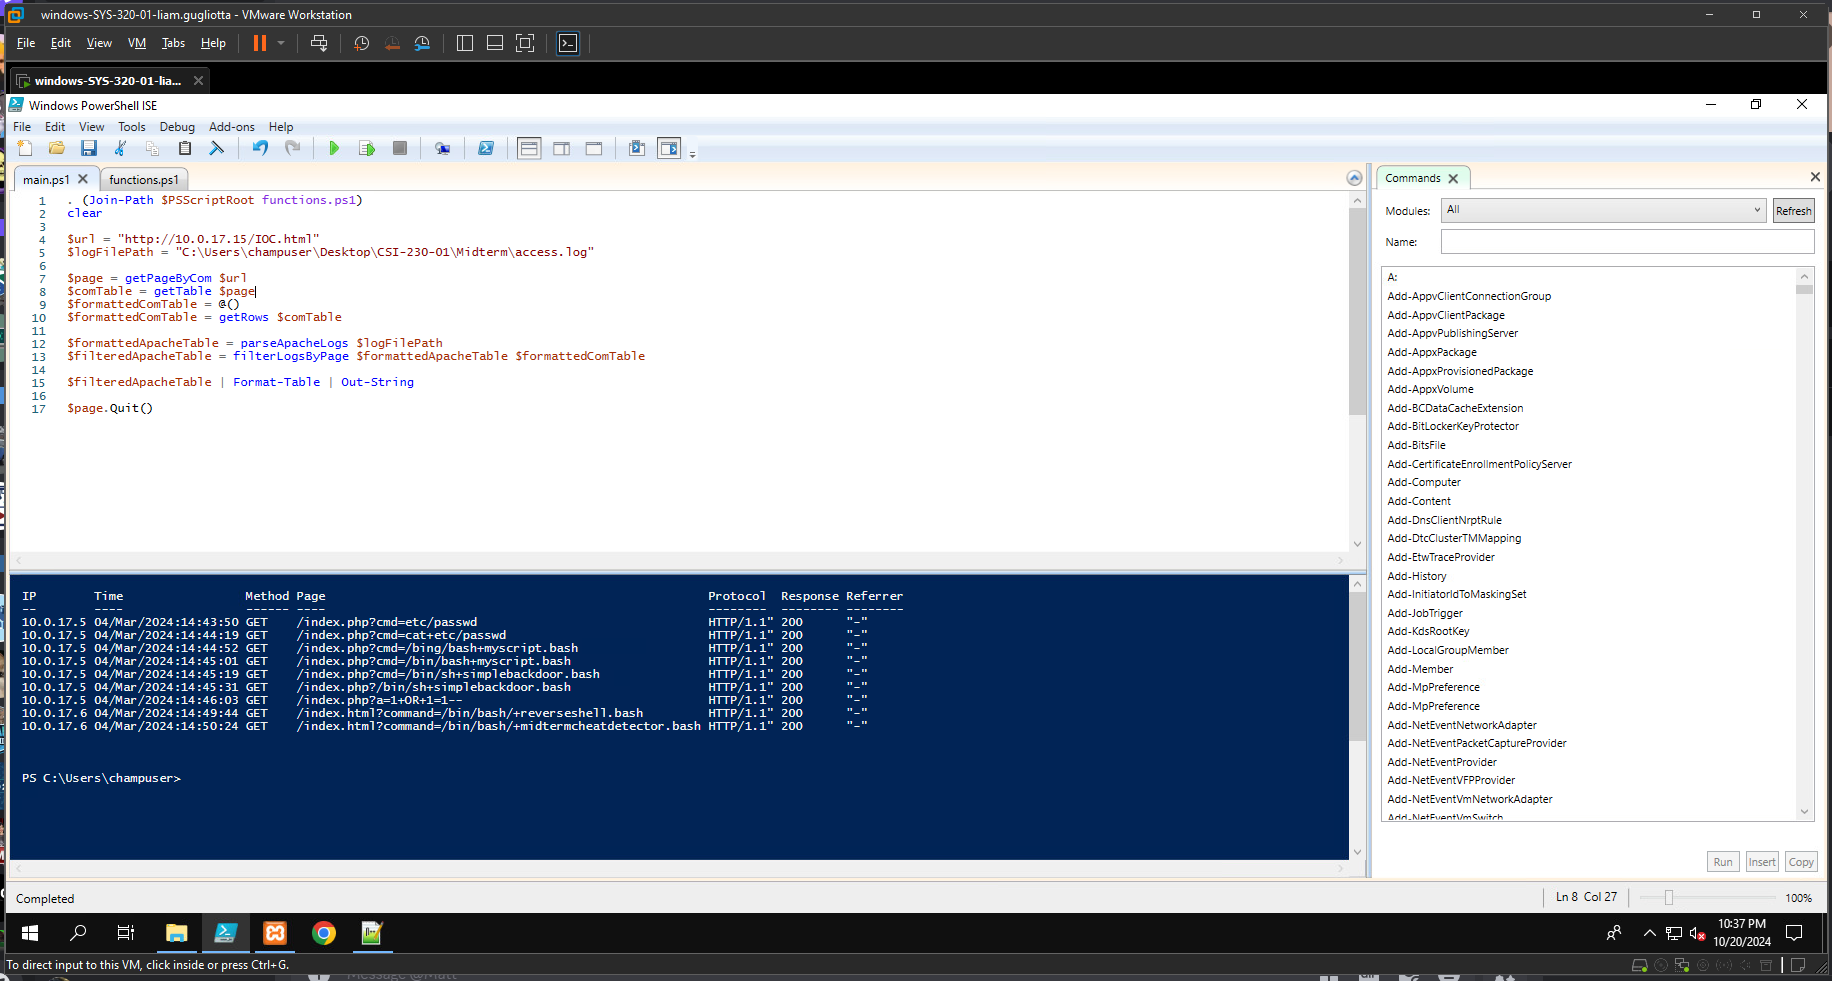 windows-SYS-320-01-liam.gugliotta - VMware Workstation
File Edit View VM Tabs Help
windows-SYS-320-01-lia...
Windows PowerShell ISE
File Edit View Tools Debug Add-ons Help
main.ps1 functions.ps1
1 . (Join-Path $PSScriptRoot functions.ps1)
2 clear
3
4 $url = "http://10.0.17.15/IOC.html"
5 $logFilePath = "C:\Users\champuser\Desktop\CSI-230-01\Midterm\access.log"
6
7 $page = getPageByCom $url
8 $comTable = getTable $page
9 $formattedComTable = @()
10 $formattedComTable = getRows $comTable
11
12 $formattedApacheTable = parseApacheLogs $logFilePath
13 $filteredApacheTable = filterLogsByPage $formattedApacheTable $formattedComTable
14
15 $filteredApacheTable | Format-Table | Out-String
16
17 $page.Quit()
IP Time Method Page Protocol Response Referrer
-- ---- ------ ---- -------- -------- --------
10.0.17.5 04/Mar/2024:14:43:50 GET /index.php?cmd=etc/passwd HTTP/1.1" 200 "-"
10.0.17.5 04/Mar/2024:14:44:19 GET /index.php?cmd=cat+etc/passwd HTTP/1.1" 200 "-"
10.0.17.5 04/Mar/2024:14:44:52 GET /index.php?cmd=/bing/bash+myscript.bash HTTP/1.1" 200 "-"
10.0.17.5 04/Mar/2024:14:45:01 GET /index.php?cmd=/bin/bash+myscript.bash HTTP/1.1" 200 "-"
10.0.17.5 04/Mar/2024:14:45:19 GET /index.php?cmd=/bin/sh+simplebackdoor.bash HTTP/1.1" 200 "-"
10.0.17.5 04/Mar/2024:14:45:31 GET /index.php?/bin/sh+simplebackdoor.bash HTTP/1.1" 200 "-"
10.0.17.5 04/Mar/2024:14:46:03 GET /index.php?a=1+OR+1=1-- HTTP/1.1" 200 "-"
10.0.17.6 04/Mar/2024:14:49:44 GET /index.html?command=/bin/bash/+reverseshell.bash HTTP/1.1" 200 "-"
10.0.17.6 04/Mar/2024:14:50:24 GET /index.html?command=/bin/bash/+midtermcheatdetector.bash HTTP/1.1" 200 "-"
PS C:\Users\champuser>
Commands
Modules: All Refresh
Name:
A:
Add-AppvClientConnectionGroup
Add-AppvClientPackage
Add-AppvPublishingServer
Add-AppxPackage
Add-AppxProvisionedPackage
Add-AppxVolume
Add-BCDataCacheExtension
Add-BitLockerKeyProtector
Add-BitsFile
Add-CertificateEnrollmentPolicyServer
Add-Computer
Add-Content
Add-DnsClientNrptRule
Add-DtcClusterTMMapping
Add-EtwTraceProvider
Add-History
Add-InitiatorIdToMaskingSet
Add-JobTrigger
Add-KdsRootKey
Add-LocalGroupMember
Add-Member
Add-MpPreference
Add-MpPreference
Add-NetEventNetworkAdapter
Add-NetEventPacketCaptureProvider
Add-NetEventProvider
Add-NetEventVFPProvider
Add-NetEventVmNetworkAdapter
Add-NetEventVmSwitch
Run Insert Copy
Completed Ln 8 Col 27 100%
10:37 PM
10/20/2024
To direct input to this VM, click inside or press Ctrl+G.
Message @Matt